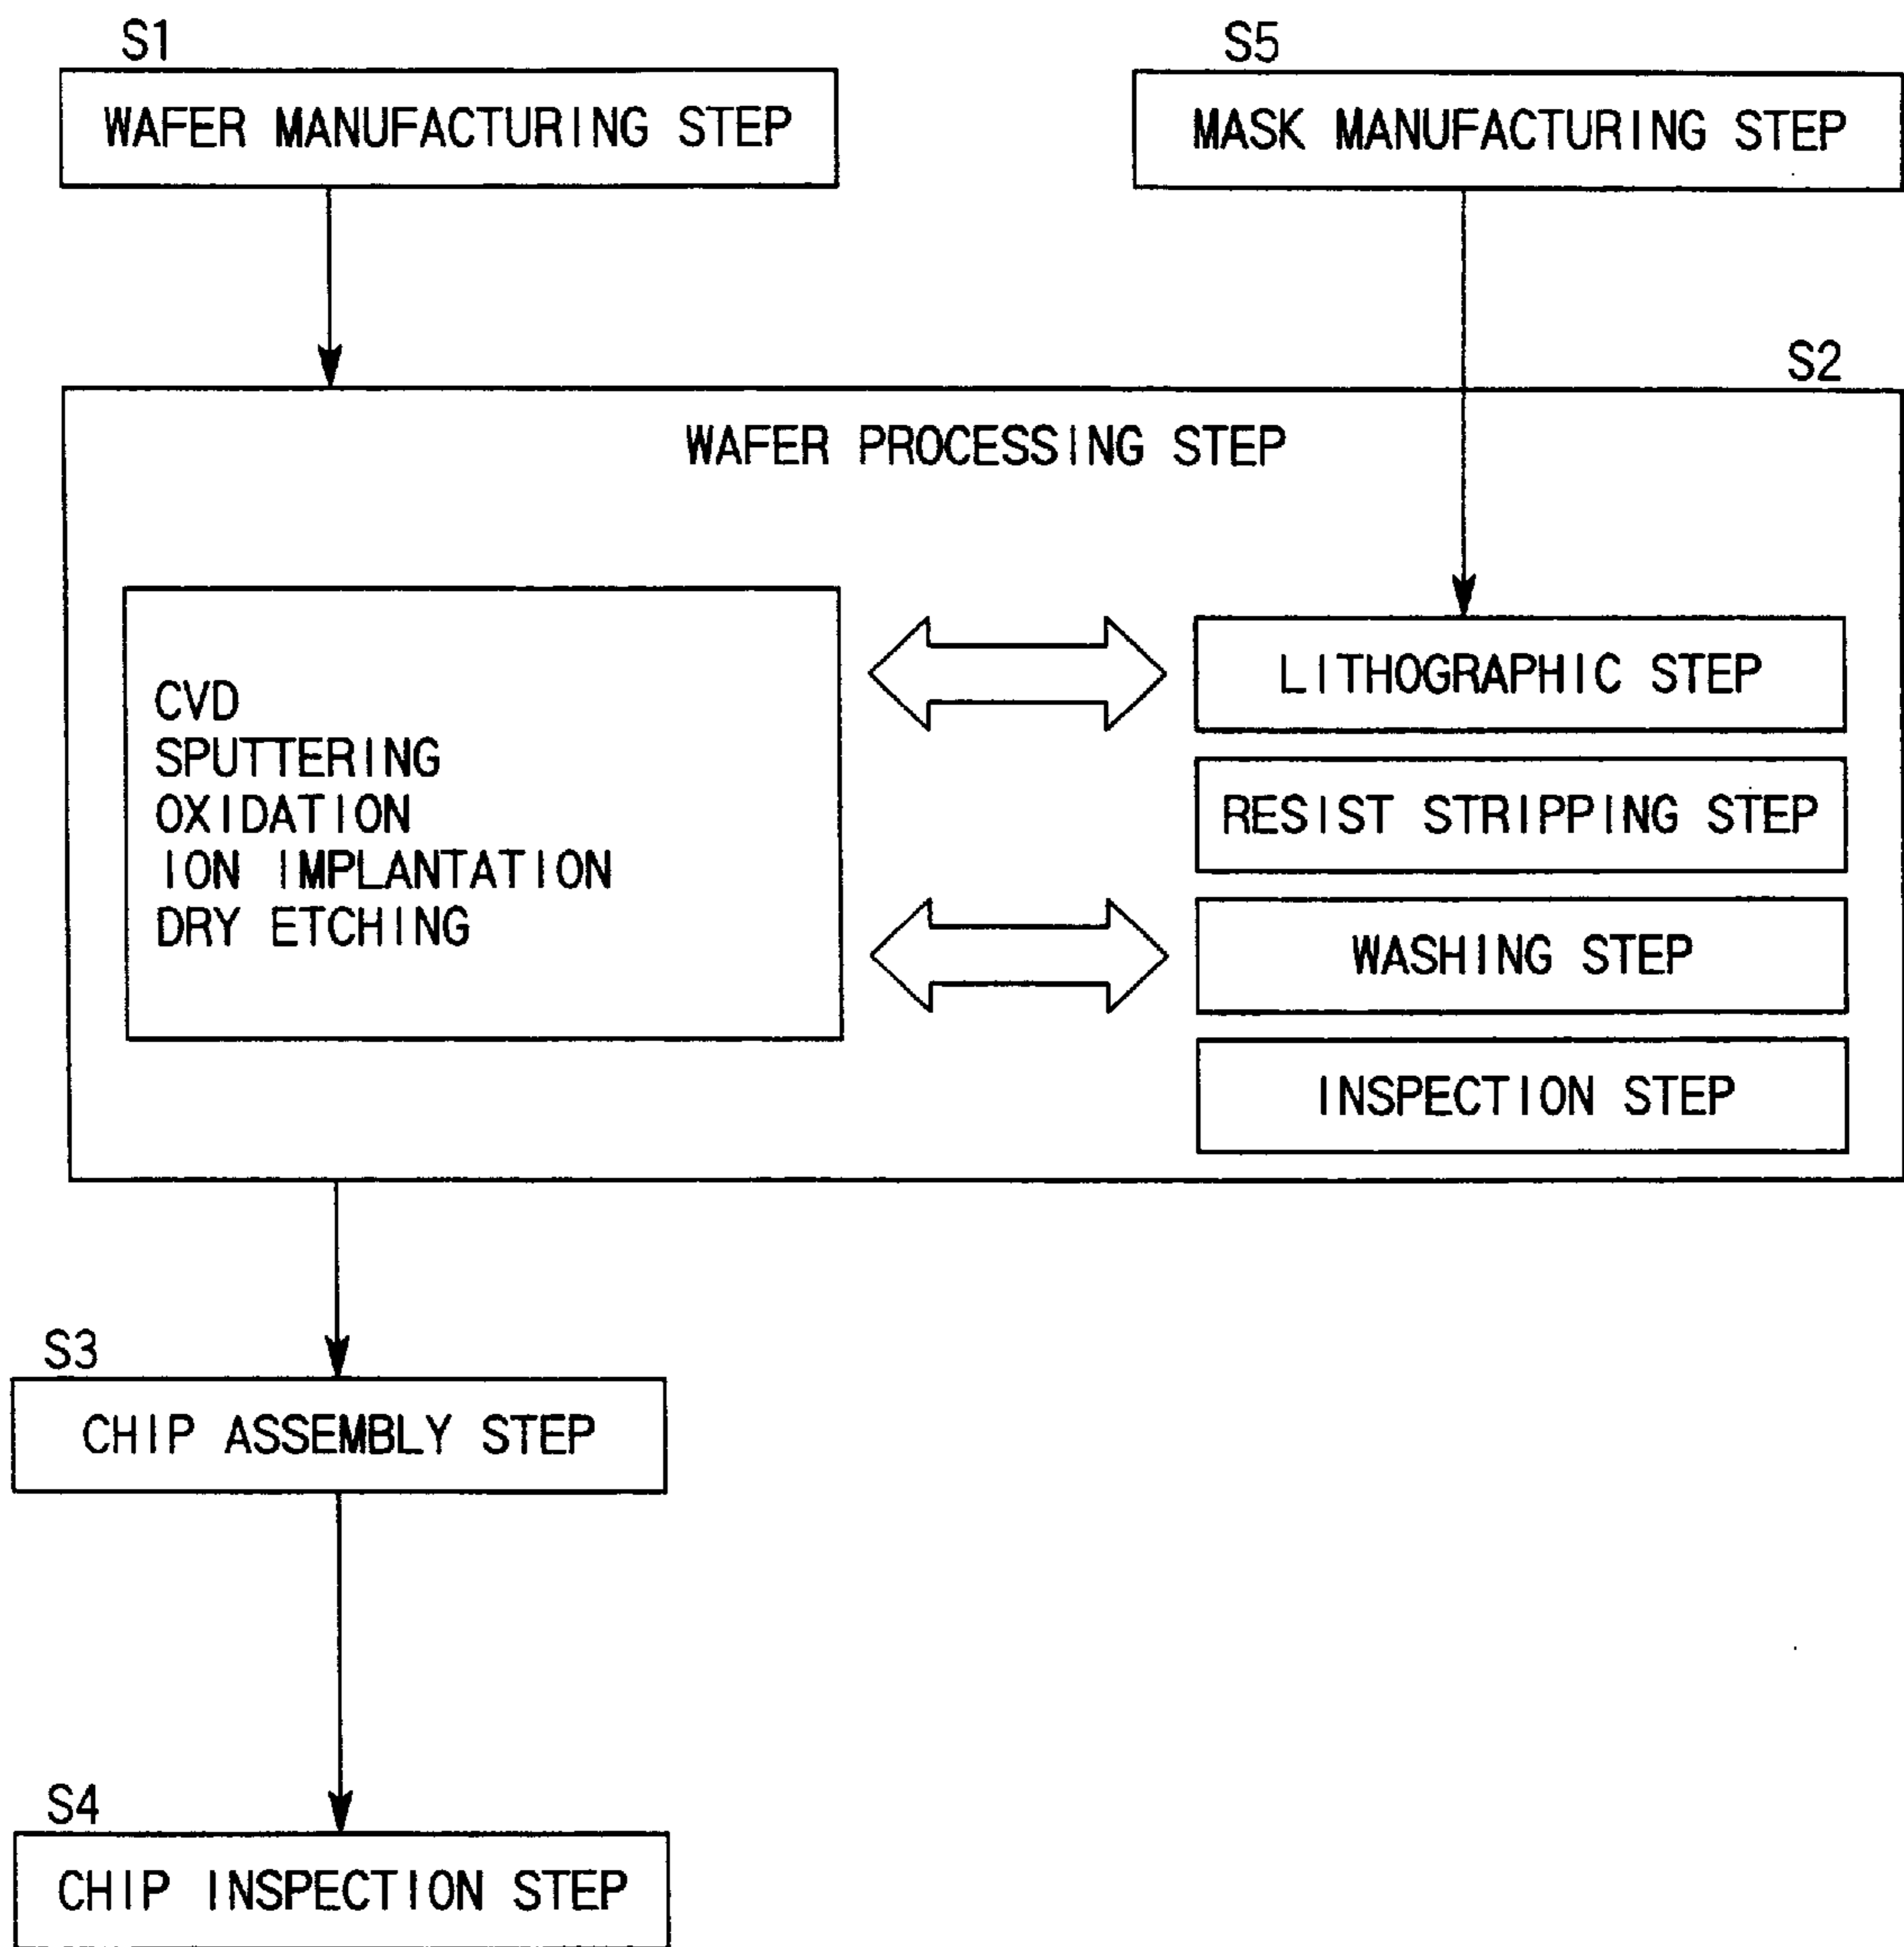 S1
WAFER MANUFACTURING STEP
S5
MASK MANUFACTURING STEP
S2
WAFER PROCESSING STEP
CVD
SPUTTERING
OXIDATION
ION IMPLANTATION
DRY ETCHING
LITHOGRAPHIC STEP
RESIST STRIPPING STEP
WASHING STEP
INSPECTION STEP
S3
CHIP ASSEMBLY STEP
S4
CHIP INSPECTION STEP